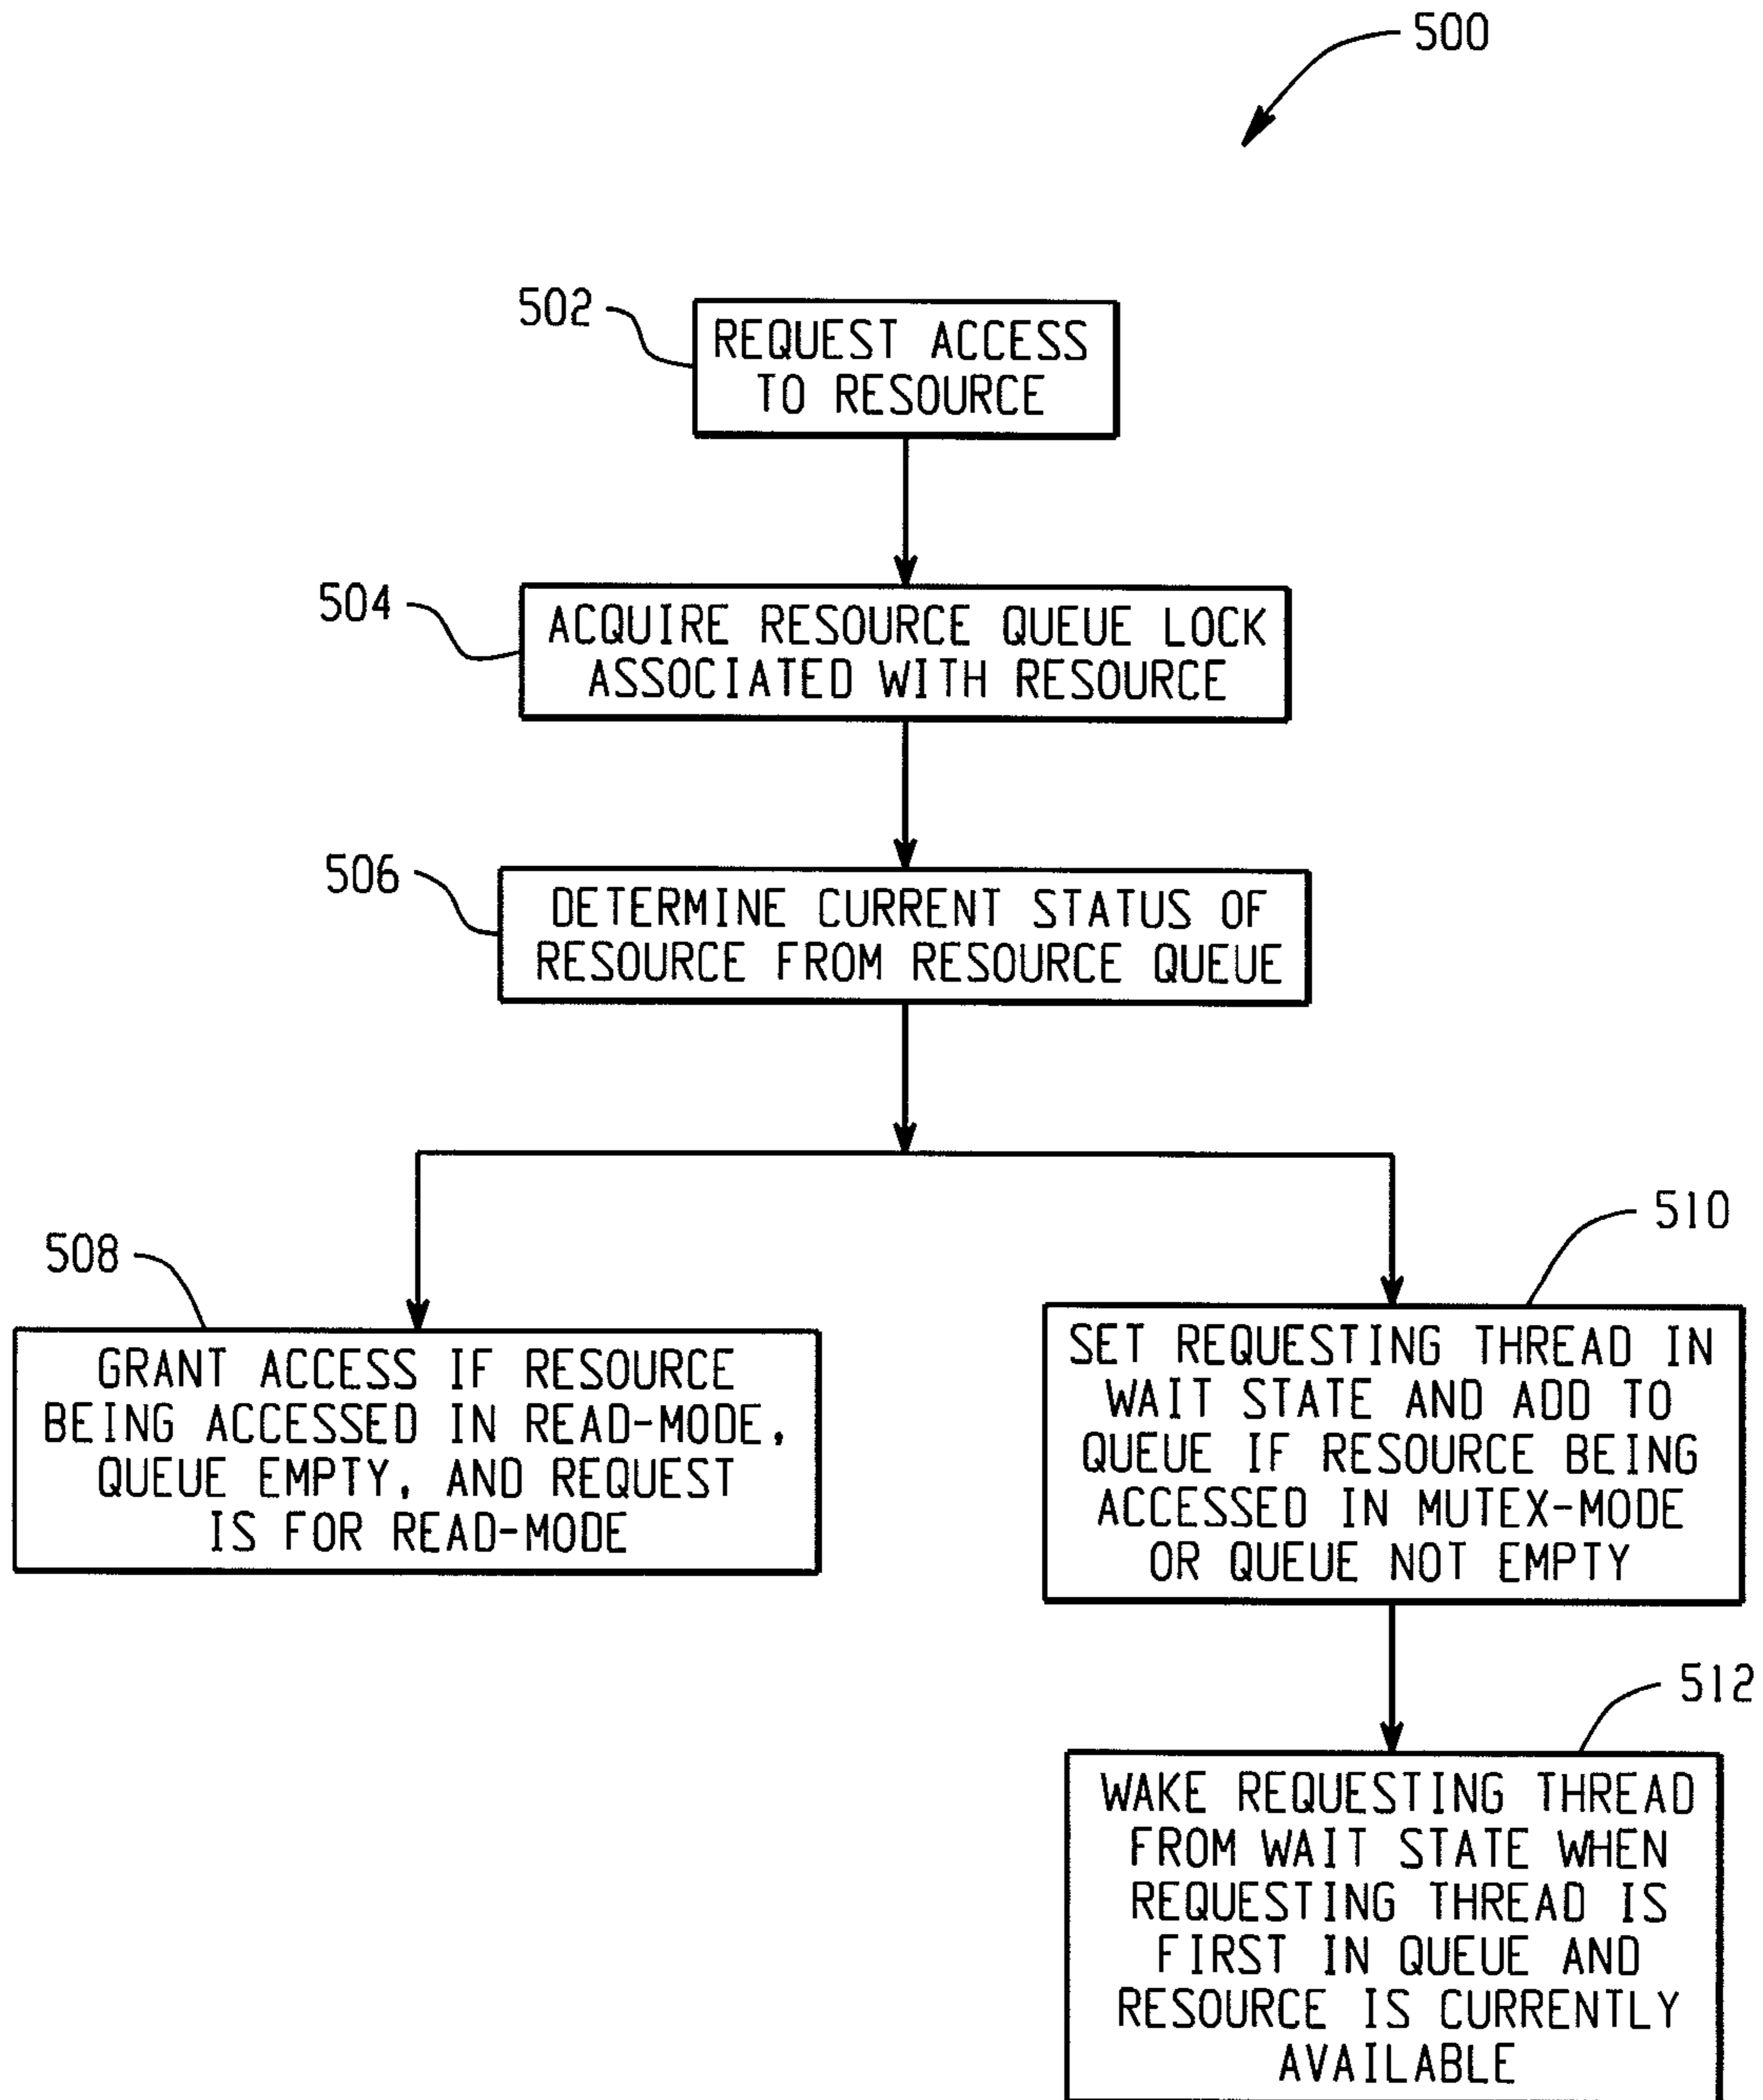 500
502
REQUEST ACCESS
TO RESOURCE
504
ACQUIRE RESOURCE QUEUE LOCK
ASSOCIATED WITH RESOURCE
506
DETERMINE CURRENT STATUS OF
RESOURCE FROM RESOURCE QUEUE
508
GRANT ACCESS IF RESOURCE
BEING ACCESSED IN READ-MODE,
QUEUE EMPTY, AND REQUEST
IS FOR READ-MODE
510
SET REQUESTING THREAD IN
WAIT STATE AND ADD TO
QUEUE IF RESOURCE BEING
ACCESSED IN MUTEX-MODE
OR QUEUE NOT EMPTY
512
WAKE REQUESTING THREAD
FROM WAIT STATE WHEN
REQUESTING THREAD IS
FIRST IN QUEUE AND
RESOURCE IS CURRENTLY
AVAILABLE